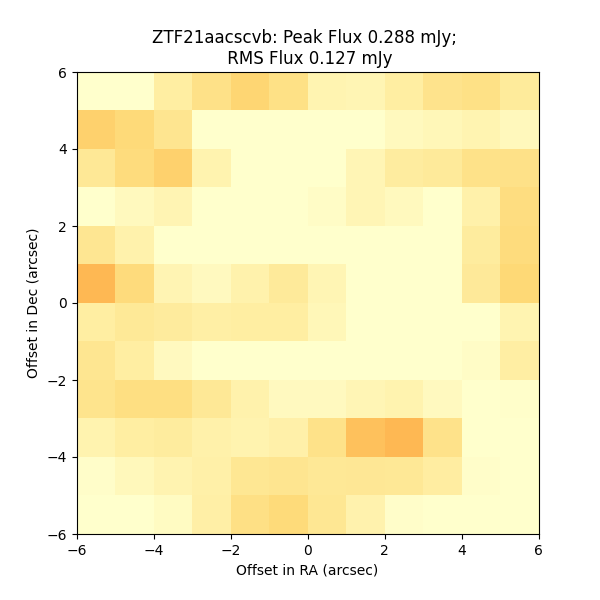 ZTF21aacscvb: Peak Flux 0.288 mJy;
RMS Flux 0.127 mJy
6
4
2
0
−2
−4
−6
Offset in Dec (arcsec)
−6 −4 −2 0 2 4 6
Offset in RA (arcsec)